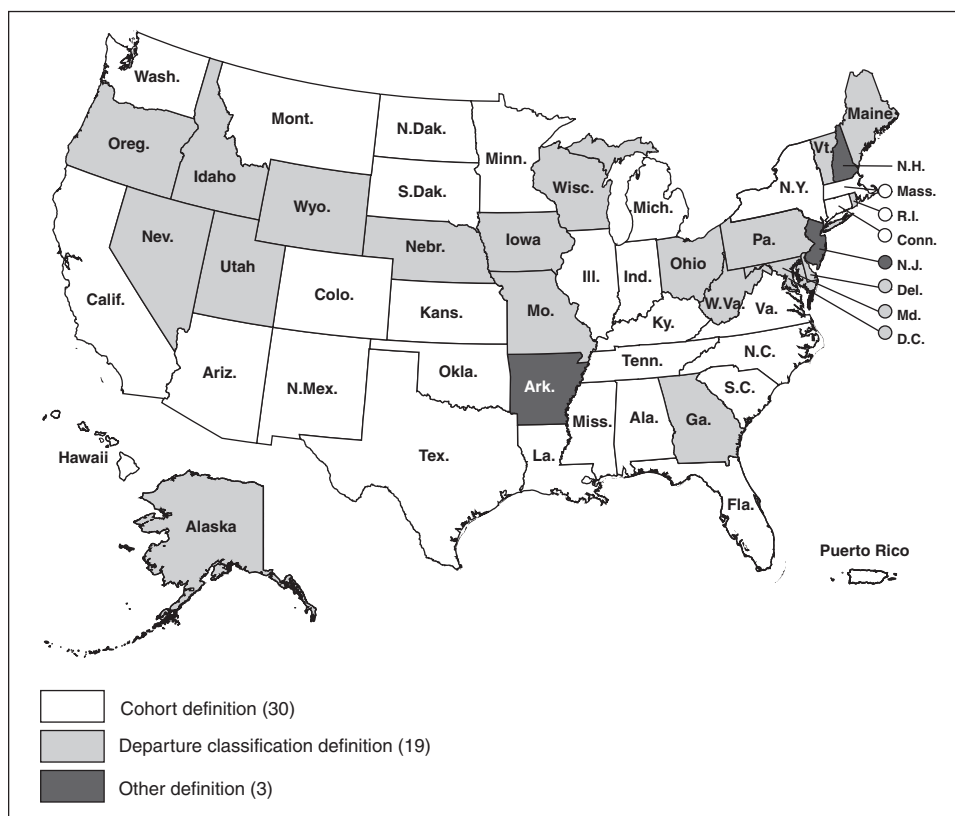 Wash.
Mont.
N.Dak.
Minn.
Maine
Vt.
N.H.
Oreg.
Idaho
S.Dak.
Wisc.
Mich.
N.Y.
Mass.
R.I.
Conn.
Wyo.
Nev.
Utah
Nebr.
Iowa
Ohio
Pa.
N.J.
Del.
Md.
D.C.
Calif.
Colo.
Kans.
Mo.
Ill.
Ind.
W.Va.
Va.
Ky.
Ariz.
N.Mex.
Okla.
Ark.
Tenn.
N.C.
S.C.
Miss.
Ala.
Ga.
Hawaii
Tex.
La.
Fla.
Alaska
Puerto Rico
Cohort definition (30)
Departure classification definition (19)
Other definition (3)